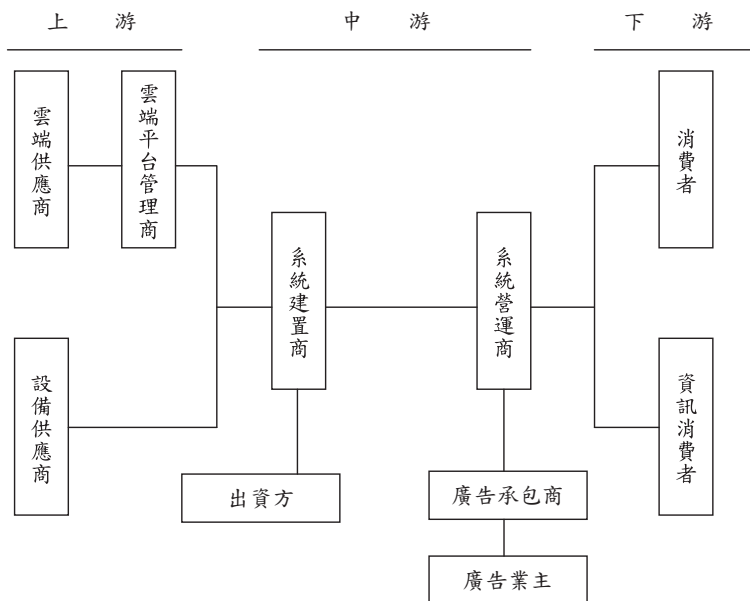 上游
中游
下游
雲端供應商
雲端平台管理商
消費者
系統建置商
系統營運商
設備供應商
資訊消費者
出資方
廣告承包商
廣告業主